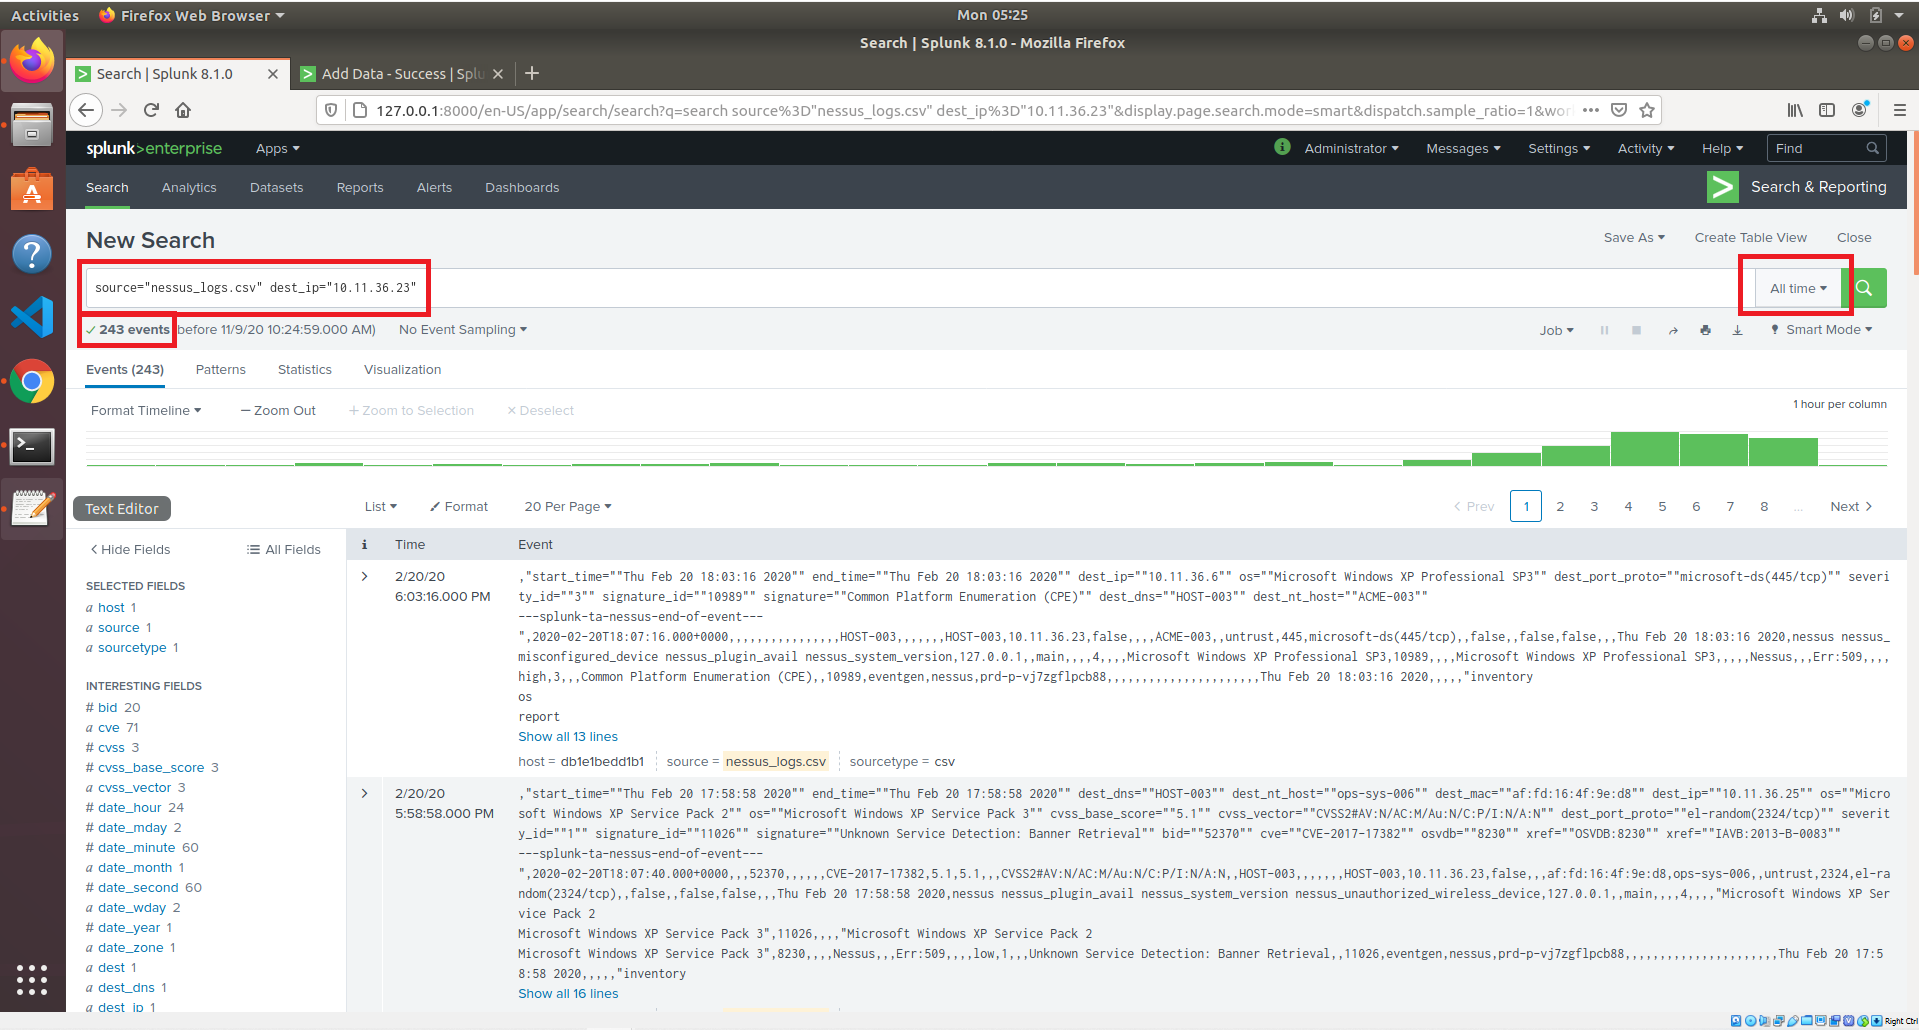 Activities Firefox Web Browser Mon 05:25
Search | Splunk 8.1.0 - Mozilla Firefox
Search | Splunk 8.1.0 Add Data - Success | Splu
127.0.0.1:8000/en-US/app/search/search?q=search source%3D"nessus_logs.csv" dest_ip%3D"10.11.36.23"&display.page.search.mode=smart&dispatch.sample_ratio=1&wor
splunk>enterprise Apps Administrator Messages Settings Activity Help Find
Search Analytics Datasets Reports Alerts Dashboards Search & Reporting
New Search Save As Create Table View Close
source="nessus_logs.csv" dest_ip="10.11.36.23" All time
243 events (before 11/9/20 10:24:59.000 AM) No Event Sampling Job Smart Mode
Events (243) Patterns Statistics Visualization
Format Timeline — Zoom Out + Zoom to Selection × Deselect 1 hour per column
Text Editor List Format 20 Per Page < Prev 1 2 3 4 5 6 7 8 ... Next >
< Hide Fields All Fields
SELECTED FIELDS
a host 1
a source 1
a sourcetype 1
INTERESTING FIELDS
# bid 20
a cve 71
# cvss 3
# cvss_base_score 3
a cvss_vector 3
# date_hour 24
# date_mday 2
# date_minute 60
a date_month 1
# date_second 60
a date_wday 2
# date_year 1
a date_zone 1
a dest 1
a dest_dns 1
a dest_ip 1
i Time Event
2/20/20
6:03:16.000 PM
,"start_time=""Thu Feb 20 18:03:16 2020"" end_time=""Thu Feb 20 18:03:16 2020"" dest_ip=""10.11.36.6"" os=""Microsoft Windows XP Professional SP3"" dest_port_proto=""microsoft-ds(445/tcp)"" severi
ty_id=""3"" signature_id=""10989"" signature=""Common Platform Enumeration (CPE)"" dest_dns=""HOST-003"" dest_nt_host=""ACME-003""
---splunk-ta-nessus-end-of-event---
",2020-02-20T18:07:16.000+0000,,,,,,,,,,,,,,,,HOST-003,,,,,,,HOST-003,10.11.36.23,false,,,,ACME-003,,untrust,445,microsoft-ds(445/tcp),,false,,false,false,,,Thu Feb 20 18:03:16 2020,nessus nessus_
misconfigured_device nessus_plugin_avail nessus_system_version,127.0.0.1,,main,,,,4,,,,Microsoft Windows XP Professional SP3,10989,,,,Microsoft Windows XP Professional SP3,,,,,Nessus,,,Err:509,,,,
high,3,,,Common Platform Enumeration (CPE),,10989,eventgen,nessus,prd-p-vj7zgflpcb88,,,,,,,,,,,,,,,,,,,,,,Thu Feb 20 18:03:16 2020,,,,,"inventory
os
report
Show all 13 lines
host = db1e1bedd1b1 source = nessus_logs.csv sourcetype = csv
2/20/20
5:58:58.000 PM
,"start_time=""Thu Feb 20 17:58:58 2020"" end_time=""Thu Feb 20 17:58:58 2020"" dest_dns=""HOST-003"" dest_nt_host=""ops-sys-006"" dest_mac=""af:fd:16:4f:9e:d8"" dest_ip=""10.11.36.25"" os=""Micro
soft Windows XP Service Pack 2"" os=""Microsoft Windows XP Service Pack 3"" cvss_base_score=""5.1"" cvss_vector=""CVSS2#AV:N/AC:M/Au:N/C:P/I:N/A:N"" dest_port_proto=""el-random(2324/tcp)"" severit
y_id=""1"" signature_id=""11026"" signature=""Unknown Service Detection: Banner Retrieval"" bid=""52370"" cve=""CVE-2017-17382"" osvdb=""8230"" xref=""OSVDB:8230"" xref=""IAVB:2013-B-0083""
---splunk-ta-nessus-end-of-event---
",2020-02-20T18:07:40.000+0000,,,52370,,,,,,CVE-2017-17382,5.1,5.1,,,CVSS2#AV:N/AC:M/Au:N/C:P/I:N/A:N,,HOST-003,,,,,,,HOST-003,10.11.36.23,false,,,af:fd:16:4f:9e:d8,ops-sys-006,,untrust,2324,el-ra
ndom(2324/tcp),,false,,false,false,,,Thu Feb 20 17:58:58 2020,nessus nessus_plugin_avail nessus_system_version nessus_unauthorized_wireless_device,127.0.0.1,,main,,,,4,,,,"Microsoft Windows XP Ser
vice Pack 2
Microsoft Windows XP Service Pack 3",11026,,,,"Microsoft Windows XP Service Pack 2
Microsoft Windows XP Service Pack 3",8230,,,,Nessus,,,Err:509,,,,low,1,,,Unknown Service Detection: Banner Retrieval,,11026,eventgen,nessus,prd-p-vj7zgflpcb88,,,,,,,,,,,,,,,,,,,,,,Thu Feb 20 17:5
8:58 2020,,,,,"inventory
Show all 16 lines
Right Ctrl